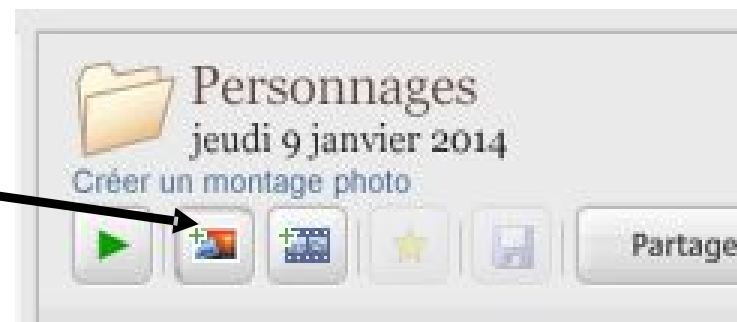 Personnages
jeudi 9 janvier 2014
Créer un montage photo
Partage